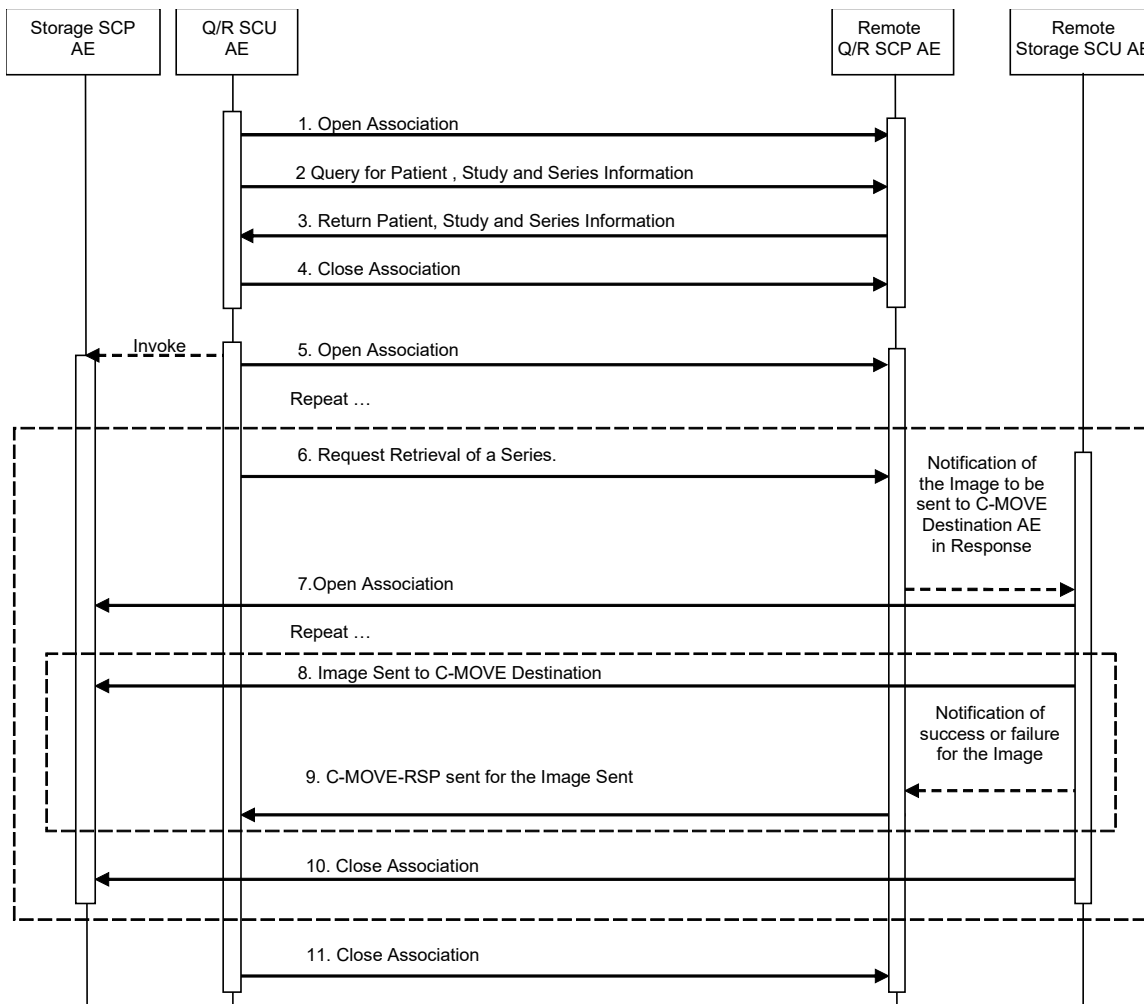 Storage SCP
AE
Q/R SCU
AE
Remote
Q/R SCP AE
Remote
Storage SCU AE
1. Open Association
2 Query for Patient , Study and Series Information
3. Return Patient, Study and Series Information
4. Close Association
Invoke
5. Open Association
Repeat …
6. Request Retrieval of a Series.
Notification of
the Image to be
sent to C-MOVE
Destination AE
in Response
7.Open Association
Repeat …
8. Image Sent to C-MOVE Destination
Notification of
success or failure
for the Image
9. C-MOVE-RSP sent for the Image Sent
10. Close Association
11. Close Association